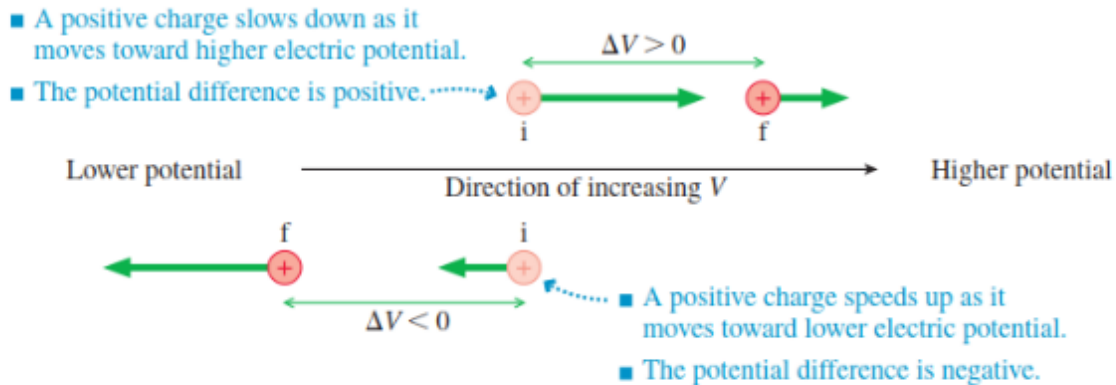 ■ A positive charge slows down as it
moves toward higher electric potential.
■ The potential difference is positive.
ΔV > 0
+
+
i
f
Lower potential
Direction of increasing V
Higher potential
f
i
+
+
ΔV < 0
■ A positive charge speeds up as it
moves toward lower electric potential.
■ The potential difference is negative.